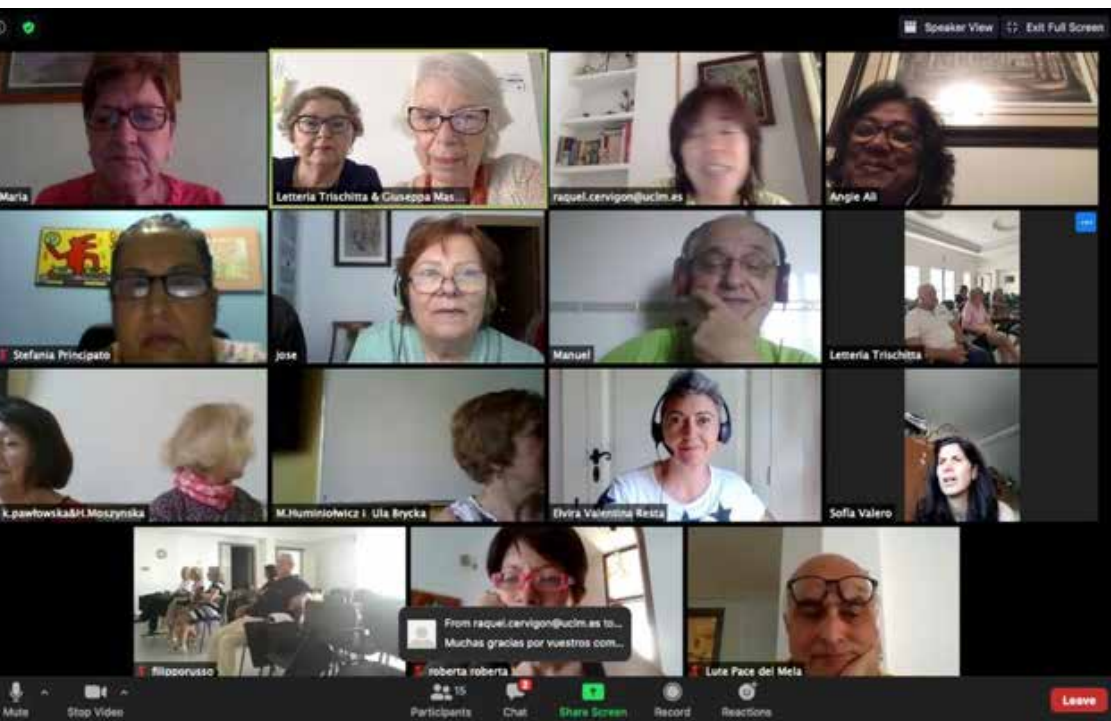 Speaker View
Exit Full Screen
Maria
Letteria Trischitta & Giuseppa Mas...
raquel.cervigon@uclm.es
Angie Ali
Stefania Principato
Jose
Manuel
Letteria Trischitta
k.pawłowska&H.Moszynska
M.Huminiołwicz i Ula Brycka
Elvira Valentina Resta
Sofia Valero
From raquel.cervigon@uclm.es to...
Muchas gracias por vuestros com...
filipporusso
roberta roberta
Lute Pace del Mela
Mute
Stop Video
Participants
15
Chat
2
Share Screen
Record
Reactions
Leave